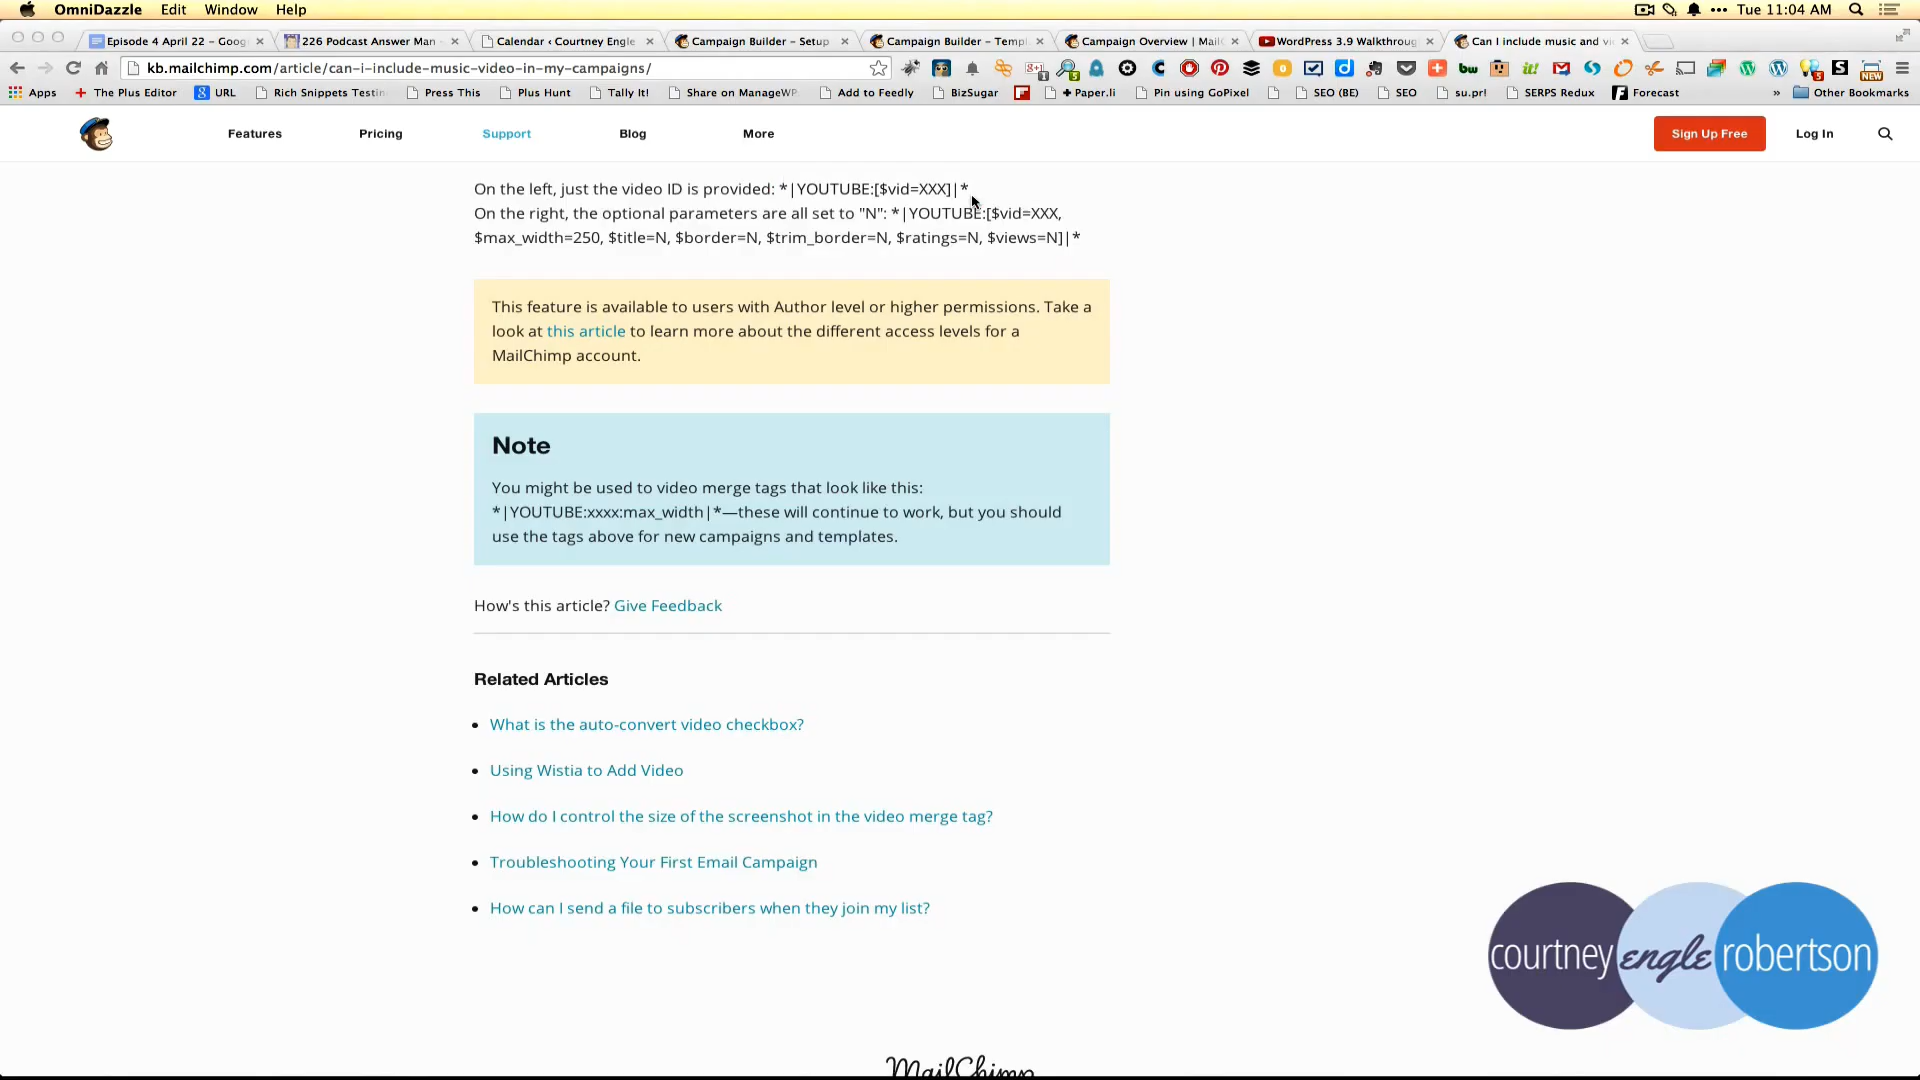 OmniDazzle Edit Window Help Tue 11:04 AM
Episode 4 April 22 – Goog 226 Podcast Answer Man - Calendar ‹ Courtney Engle Campaign Builder – Setup Campaign Builder – Templ Campaign Overview | Mail WordPress 3.9 Walkthroug Can I include music and vi
kb.mailchimp.com/article/can-i-include-music-video-in-my-campaigns/
Apps The Plus Editor URL Rich Snippets Testin Press This Plus Hunt Tally It! Share on ManageWP Add to Feedly BizSugar + Paper.li Pin using GoPixel SEO (BE) SEO su.pr! SERPS Redux Forecast » Other Bookmarks
Features Pricing Support Blog More Sign Up Free Log In
On the left, just the video ID is provided: *|YOUTUBE:[$vid=XXX]|*
On the right, the optional parameters are all set to "N": *|YOUTUBE:[$vid=XXX,
$max_width=250, $title=N, $border=N, $trim_border=N, $ratings=N, $views=N]|*
This feature is available to users with Author level or higher permissions. Take a
look at this article to learn more about the different access levels for a
MailChimp account.
Note
You might be used to video merge tags that look like this:
*|YOUTUBE:xxxx:max_width|*—these will continue to work, but you should
use the tags above for new campaigns and templates.
How's this article? Give Feedback
Related Articles
What is the auto-convert video checkbox?
Using Wistia to Add Video
How do I control the size of the screenshot in the video merge tag?
Troubleshooting Your First Email Campaign
How can I send a file to subscribers when they join my list?
courtney engle robertson
MailChimp